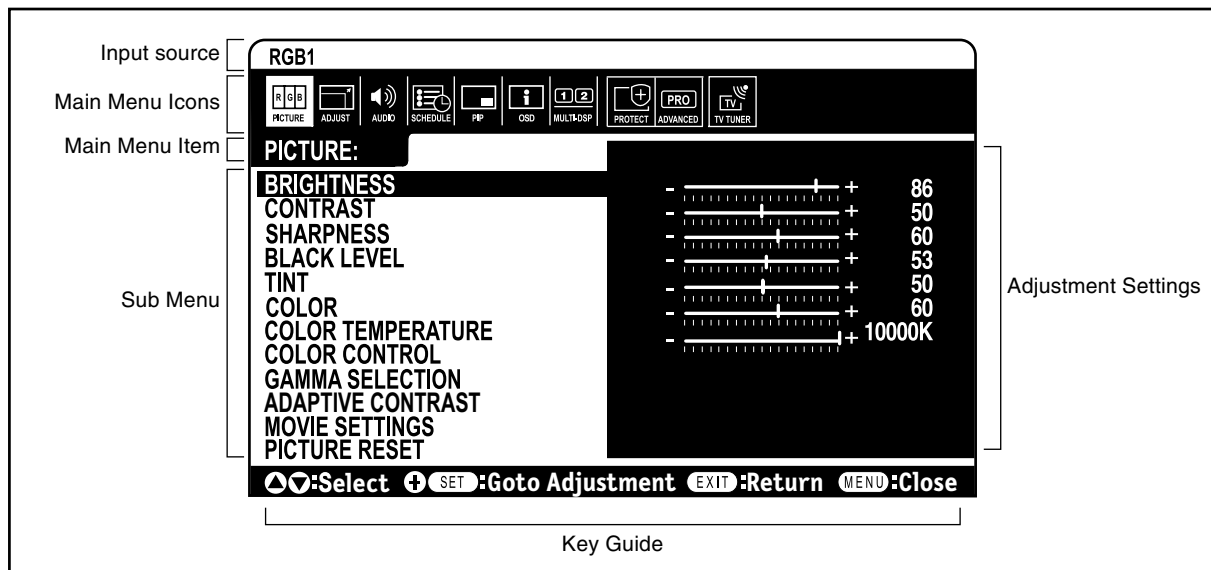 Input source
RGB1
Main Menu Icons
R G B
PICTURE
ADJUST
AUDIO
SCHEDULE
PIP
i
OSD
1 2
MULTI-DSP
PROTECT
PRO
ADVANCED
TV
TV TUNER
Main Menu Item
PICTURE:
Sub Menu
BRIGHTNESS - + 86
CONTRAST - + 50
SHARPNESS - + 60
BLACK LEVEL - + 53
TINT - + 50
COLOR - + 60
COLOR TEMPERATURE - + 10000K
COLOR CONTROL
GAMMA SELECTION
ADAPTIVE CONTRAST
MOVIE SETTINGS
PICTURE RESET
Adjustment Settings
:Select + SET :Goto Adjustment EXIT :Return MENU :Close
Key Guide